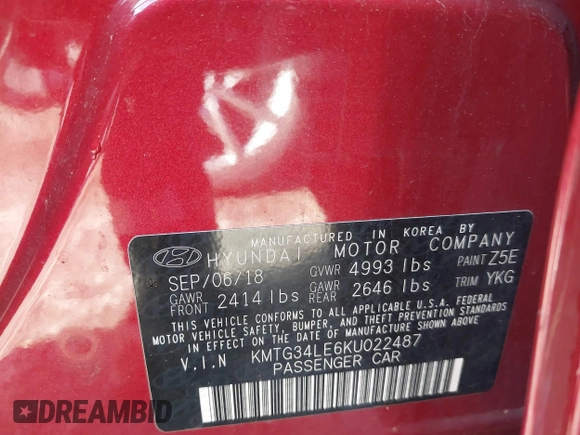 MANUFACTURED IN KOREA BY
HYUNDAI MOTOR COMPANY
SEP/06/18 GVWR 4993 lbs PAINT Z5E
GAWR FRONT 2414 lbs GAWR REAR 2646 lbs TRIM YKG
THIS VEHICLE CONFORMS TO ALL APPLICABLE U.S.A. FEDERAL
MOTOR VEHICLE SAFETY, BUMPER, AND THEFT PREVENTION
STANDARDS IN EFFECT ON THE DATE OF MANUFACTURE SHOWN ABOVE.
V.I.N KMTG34LE6KU022487
PASSENGER CAR
DREAMBID